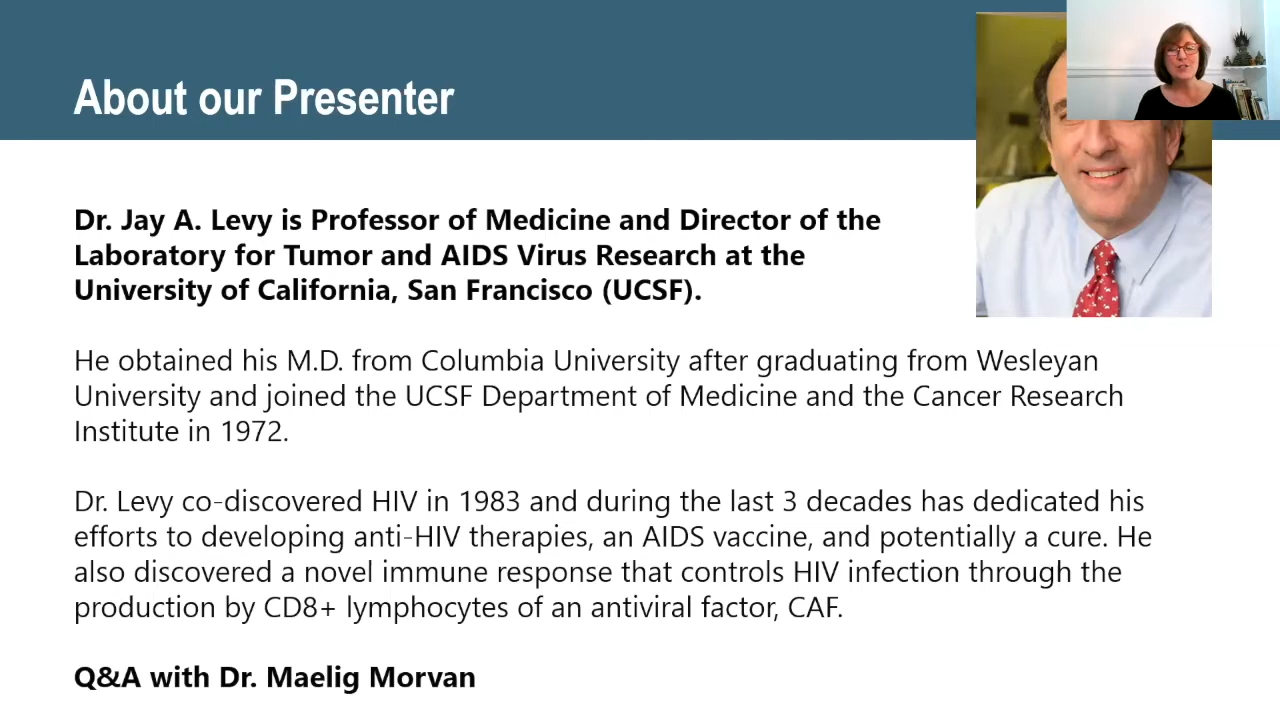 About our Presenter
Dr. Jay A. Levy is Professor of Medicine and Director of the
Laboratory for Tumor and AIDS Virus Research at the
University of California, San Francisco (UCSF).
He obtained his M.D. from Columbia University after graduating from Wesleyan
University and joined the UCSF Department of Medicine and the Cancer Research
Institute in 1972.
Dr. Levy co-discovered HIV in 1983 and during the last 3 decades has dedicated his
efforts to developing anti-HIV therapies, an AIDS vaccine, and potentially a cure. He
also discovered a novel immune response that controls HIV infection through the
production by CD8+ lymphocytes of an antiviral factor, CAF.
Q&A with Dr. Maelig Morvan